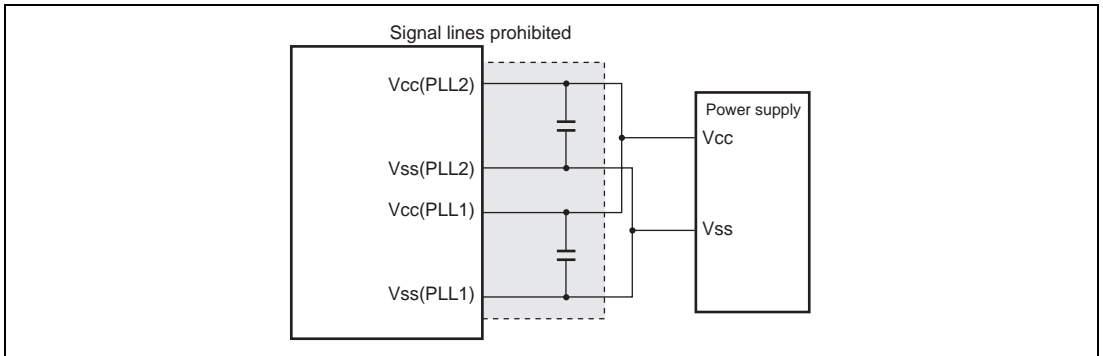 Signal lines prohibited
Vcc(PLL2)
Vss(PLL2)
Vcc(PLL1)
Vss(PLL1)
Power supply
Vcc
Vss